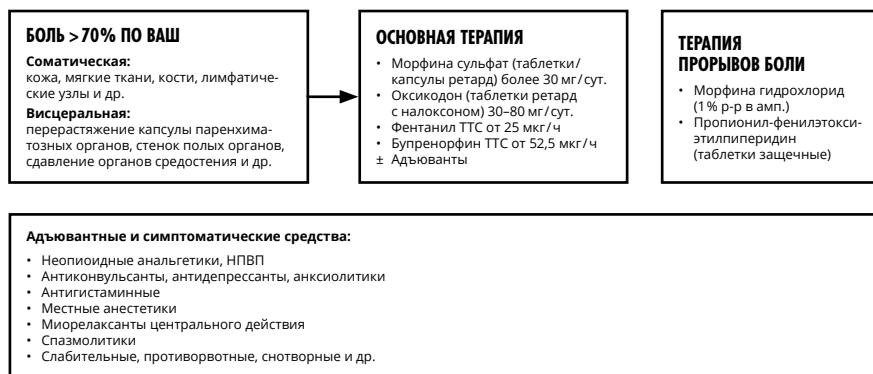 БОЛЬ > 70% ПО ВАШ
Соматическая:
кожа, мягкие ткани, кости, лимфатиче-
ские узлы и др.
Висцеральная:
перерастяжение капсулы паренхима-
тозных органов, стенок полых органов,
сдавление органов средостения и др.
ОСНОВНАЯ ТЕРАПИЯ
• Морфина сульфат (таблетки/
капсулы ретард) более 30 мг/сут.
• Оксикодон (таблетки ретард
с налоксоном) 30–80 мг/сут.
• Фентанил ТТС от 25 мкг/ч
• Бупренорфин ТТС от 52,5 мкг/ч
± Адъюванты
ТЕРАПИЯ
ПРОРЫВОВ БОЛИ
• Морфина гидрохлорид
(1% р-р в амп.)
• Пропионил-фенилэтокси-
этилпиперидин
(таблетки защечные)
Адъювантные и симптоматические средства:
• Неопиоидные анальгетики, НПВП
• Антиконвульсанты, антидепрессанты, анксиолитики
• Антигистаминные
• Местные анестетики
• Миорелаксанты центрального действия
• Спазмолитики
• Слабительные, противорвотные, снотворные и др.